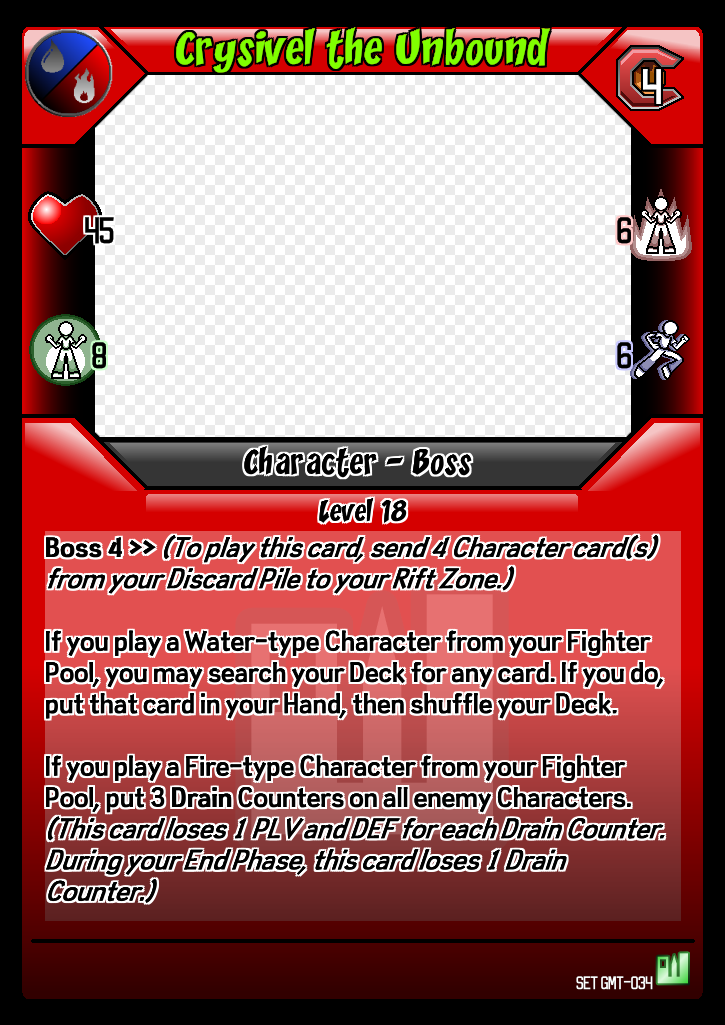 Crysivel the Unbound
4
45
6
8
6
Character - Boss
Level 18
Boss 4 >> (To play this card, send 4 Character card(s)
from your Discard Pile to your Rift Zone.)
If you play a Water-type Character from your Fighter
Pool, you may search your Deck for any card. If you do,
put that card in your Hand, then shuffle your Deck.
If you play a Fire-type Character from your Fighter
Pool, put 3 Drain Counters on all enemy Characters.
(This card loses 1 PLV and DEF for each Drain Counter.
During your End Phase, this card loses 1 Drain
Counter.)
SET GMT-034